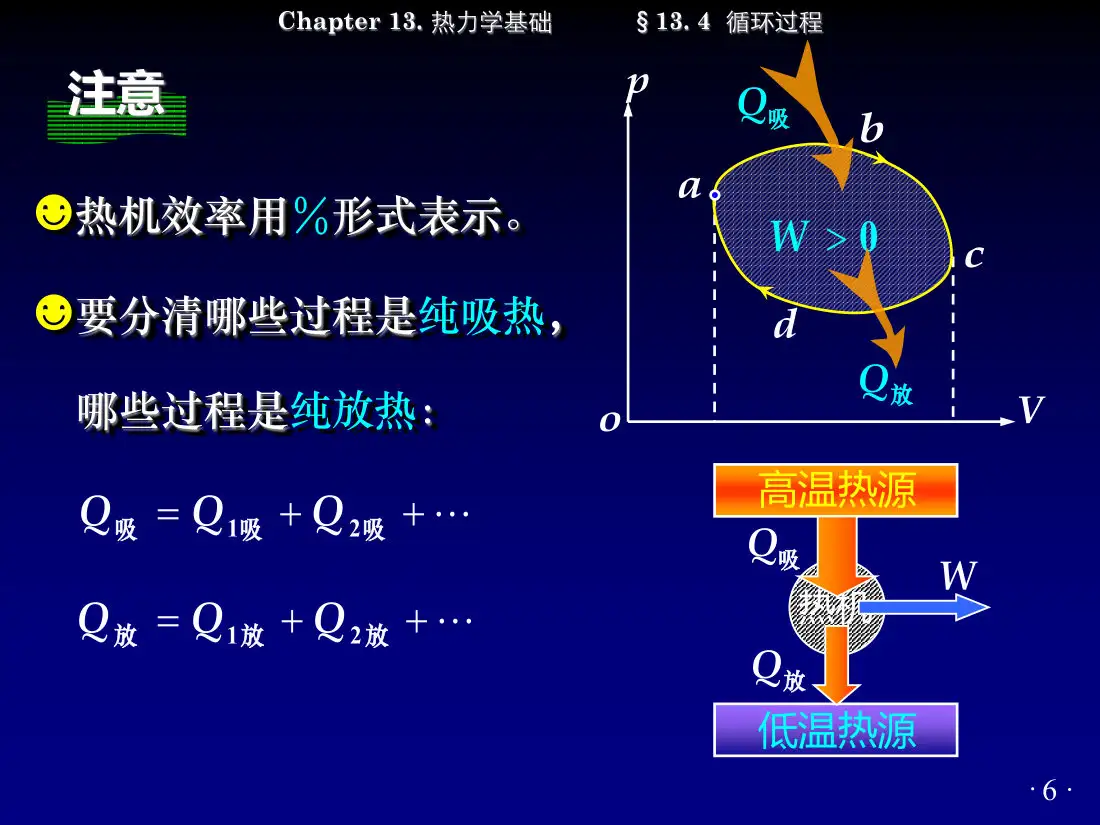 Chapter 13. 热力学基础 §13. 4 循环过程
注意
热机效率用%形式表示。
要分清哪些过程是纯吸热，
哪些过程是纯放热：
Q吸 = Q1吸 + Q2吸 + ⋯
Q放 = Q1放 + Q2放 + ⋯
p
Q吸
b
a
W > 0
c
d
Q放
o
V
高温热源
Q吸
W
热机
Q放
低温热源
· 6 ·